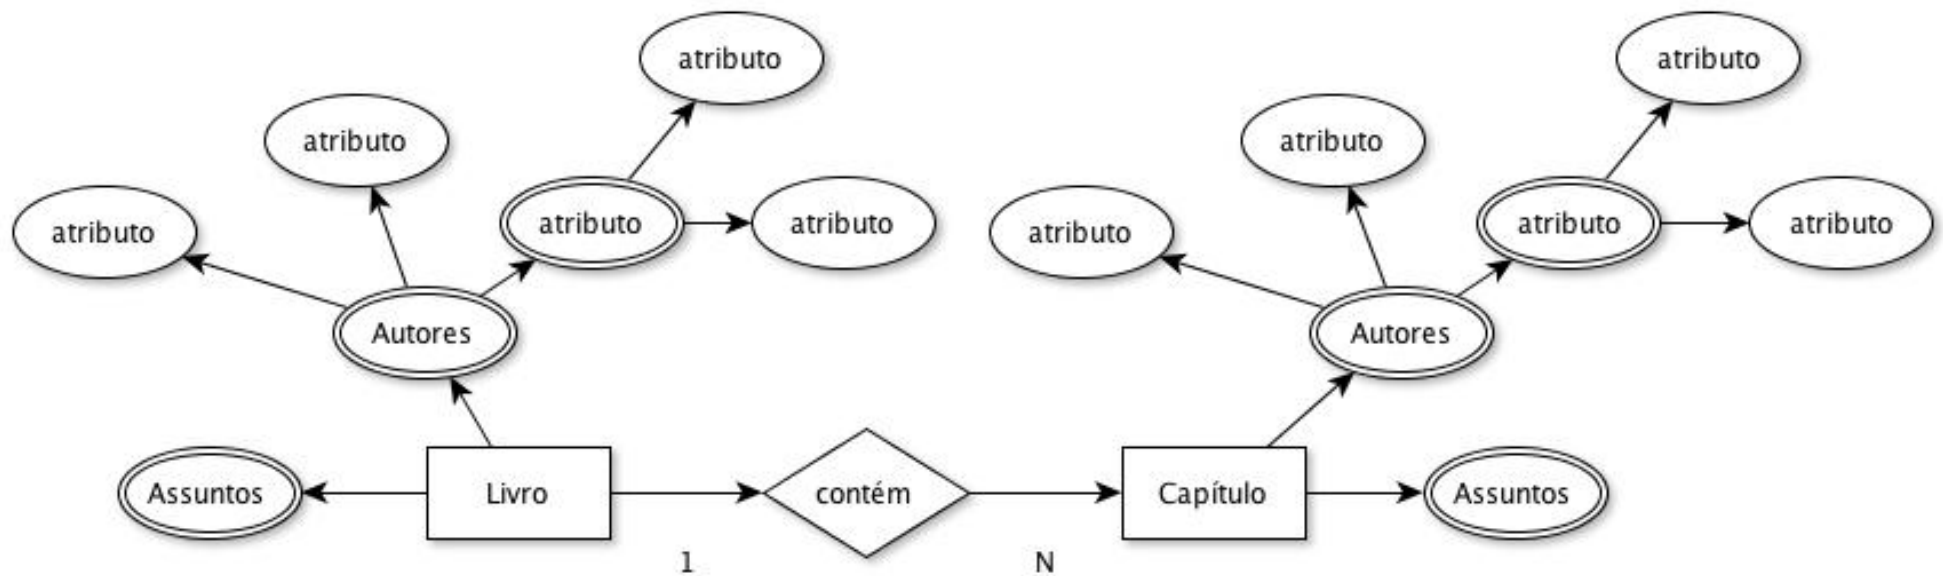 atributo
atributo
atributo
atributo
atributo
atributo
atributo
atributo
atributo
atributo
Autores
Autores
Assuntos
Livro
contém
Capítulo
Assuntos
1
N